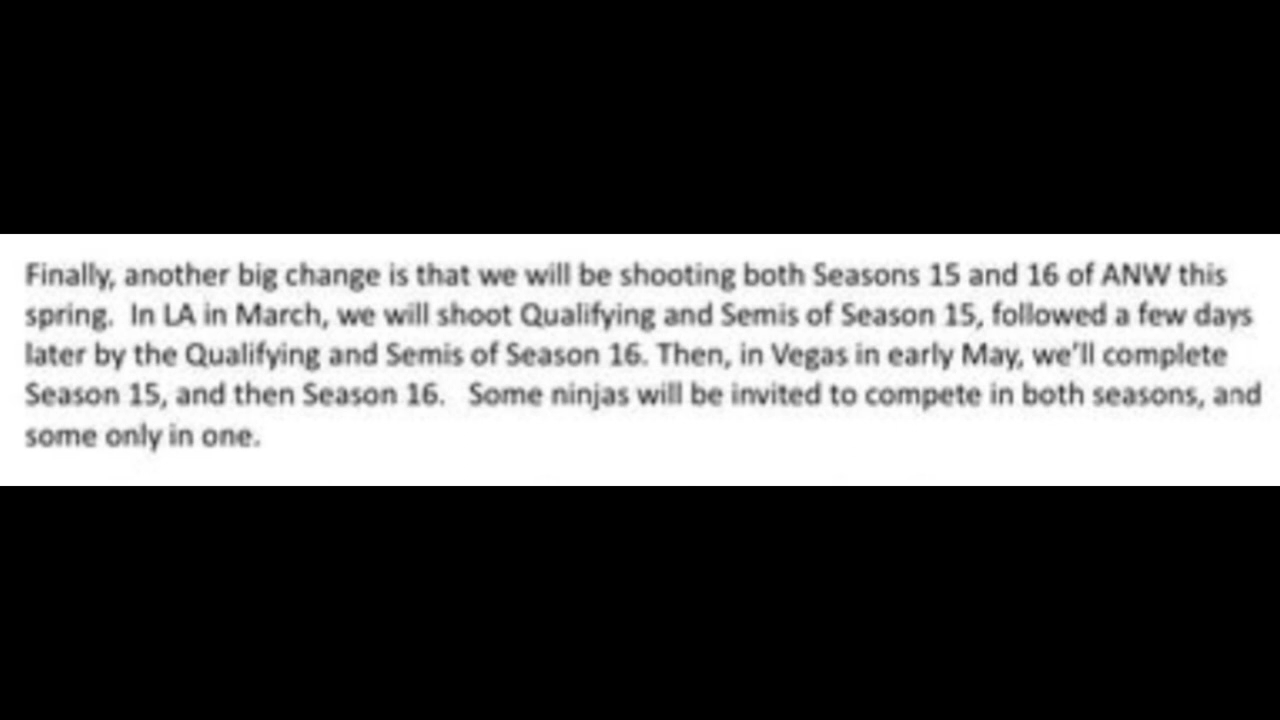 Finally, another big change is that we will be shooting both Seasons 15 and 16 of ANW this
spring.  In LA in March, we will shoot Qualifying and Semis of Season 15, followed a few days
later by the Qualifying and Semis of Season 16. Then, in Vegas in early May, we'll complete
Season 15, and then Season 16.   Some ninjas will be invited to compete in both seasons, and
some only in one.